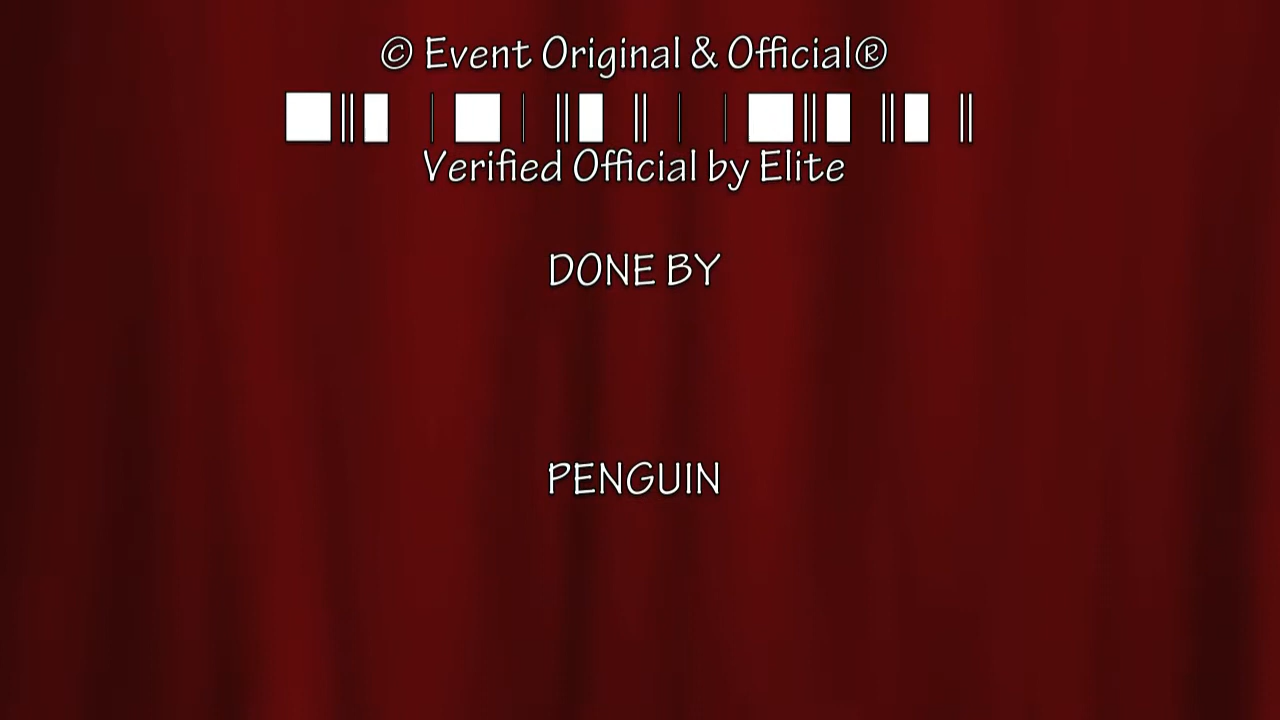 © Event Original & Official®
Verified Official by Elite
DONE BY
PENGUIN